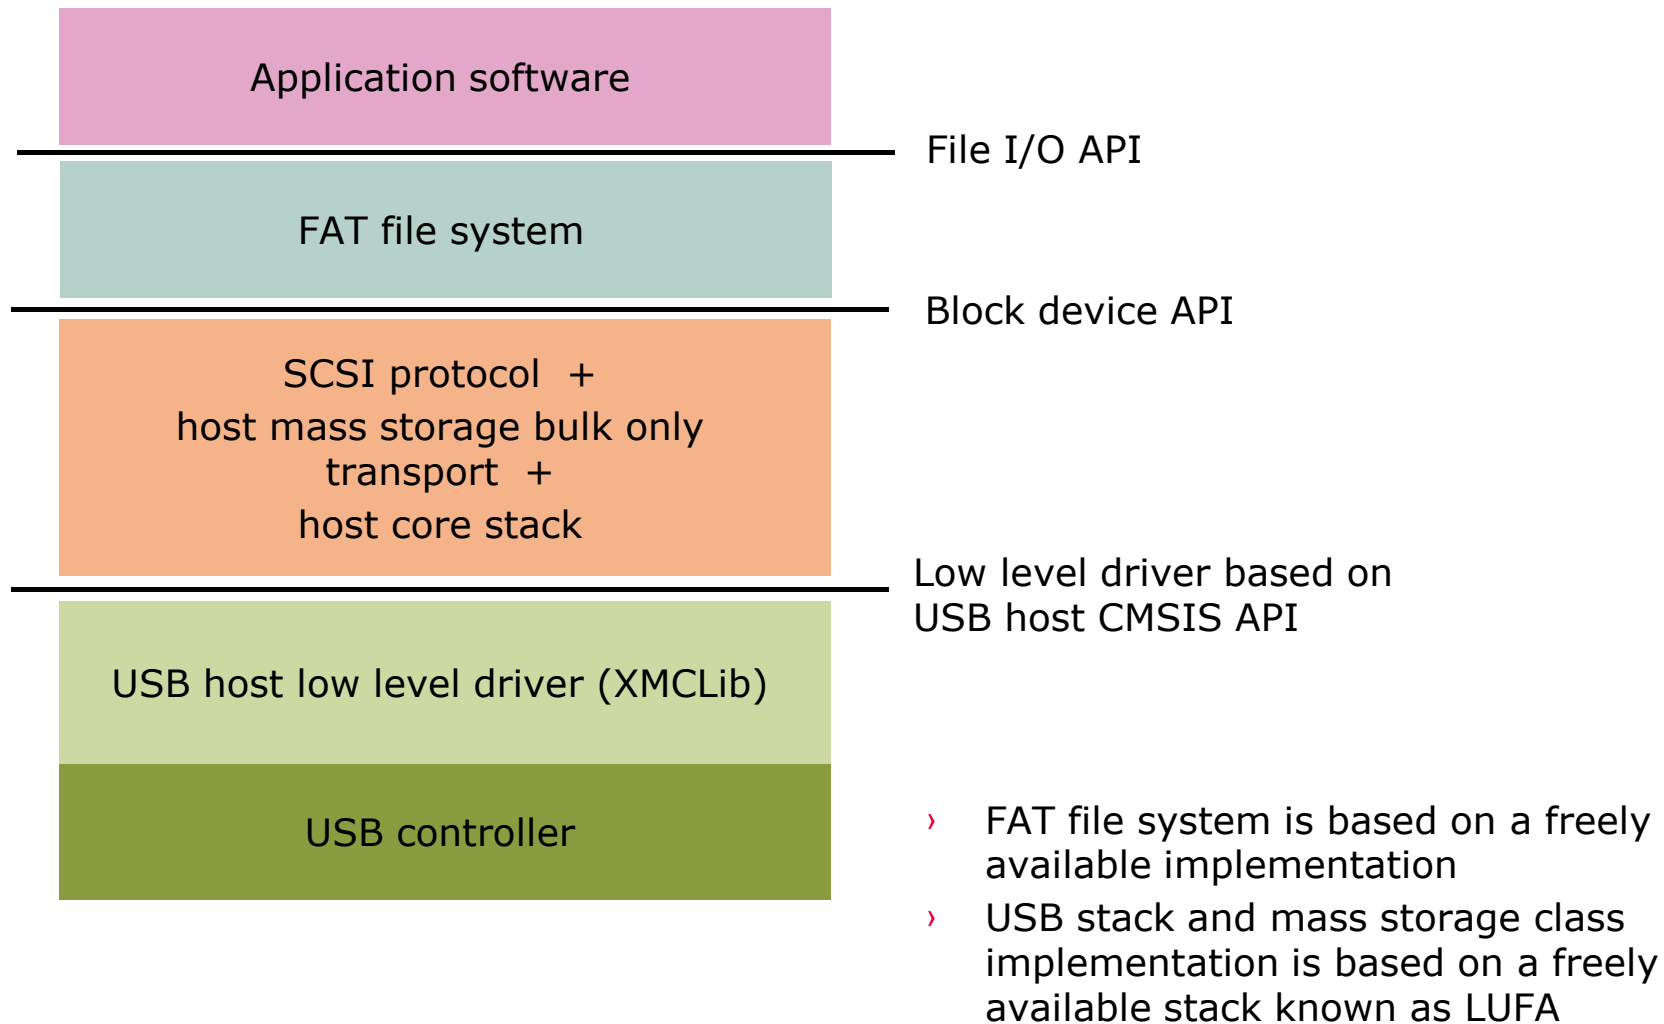 Application software
File I/O API
FAT file system
Block device API
SCSI protocol +
host mass storage bulk only
transport +
host core stack
Low level driver based on
USB host CMSIS API
USB host low level driver (XMCLib)
USB controller
› FAT file system is based on a freely
available implementation
› USB stack and mass storage class
implementation is based on a freely
available stack known as LUFA